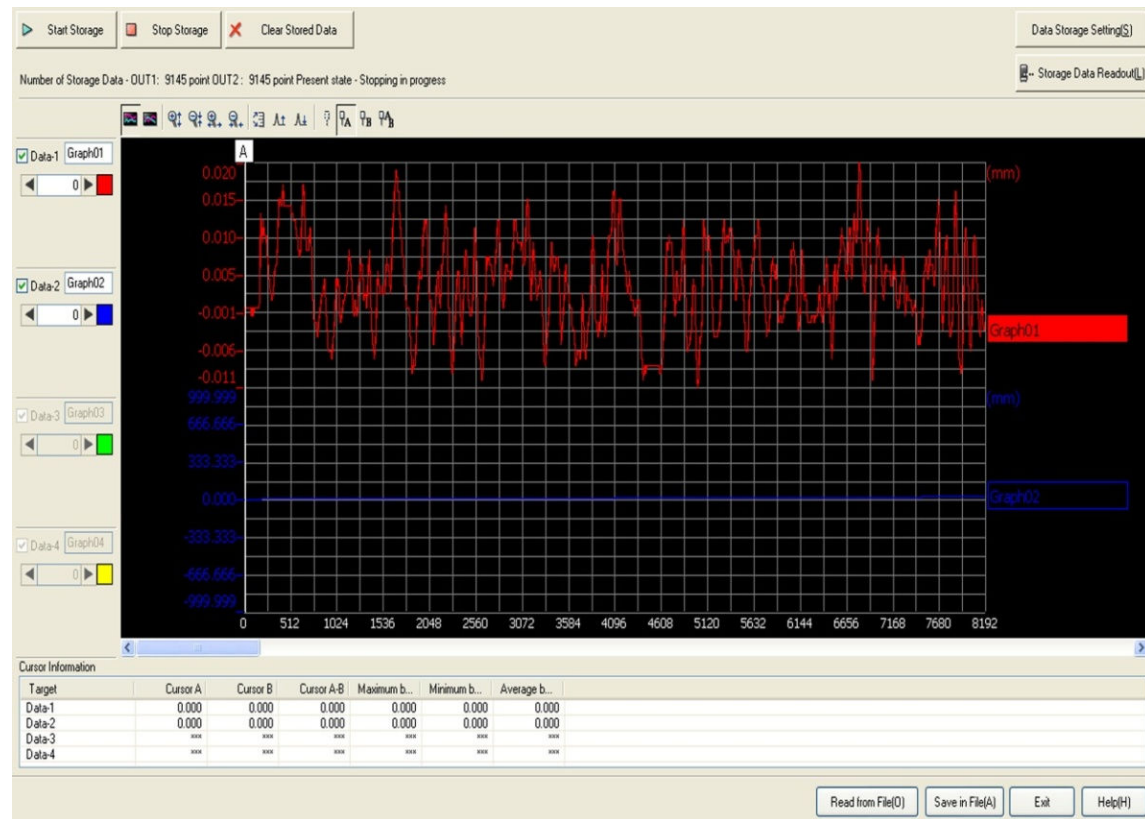 Start Storage Stop Storage Clear Stored Data Data Storage Setting(S)
Number of Storage Data - OUT1: 9145 point OUT2 : 9145 point Present state - Stopping in progress Storage Data Readout(L)
A B A B
Data-1 Graph01 A
0
0.020 (mm)
0.015
0.010
0.005
Data-2 Graph02
0
-0.001
Graph01
-0.006
-0.011
999.999 (mm)
Data-3 Graph03
666.666
0
333.333
0.000 Graph02
-333.333
Data-4 Graph04
0
-666.666
-999.999
0 512 1024 1536 2048 2560 3072 3584 4096 4608 5120 5632 6144 6656 7168 7680 8192
Cursor Information
Target Cursor A Cursor B Cursor A-B Maximum b... Minimum b... Average b...
Data-1 0.000 0.000 0.000 0.000 0.000 0.000
Data-2 0.000 0.000 0.000 0.000 0.000 0.000
Data-3 *** *** *** *** *** ***
Data-4 *** *** *** *** *** ***
Read from File(O) Save in File(A) Exit Help(H)